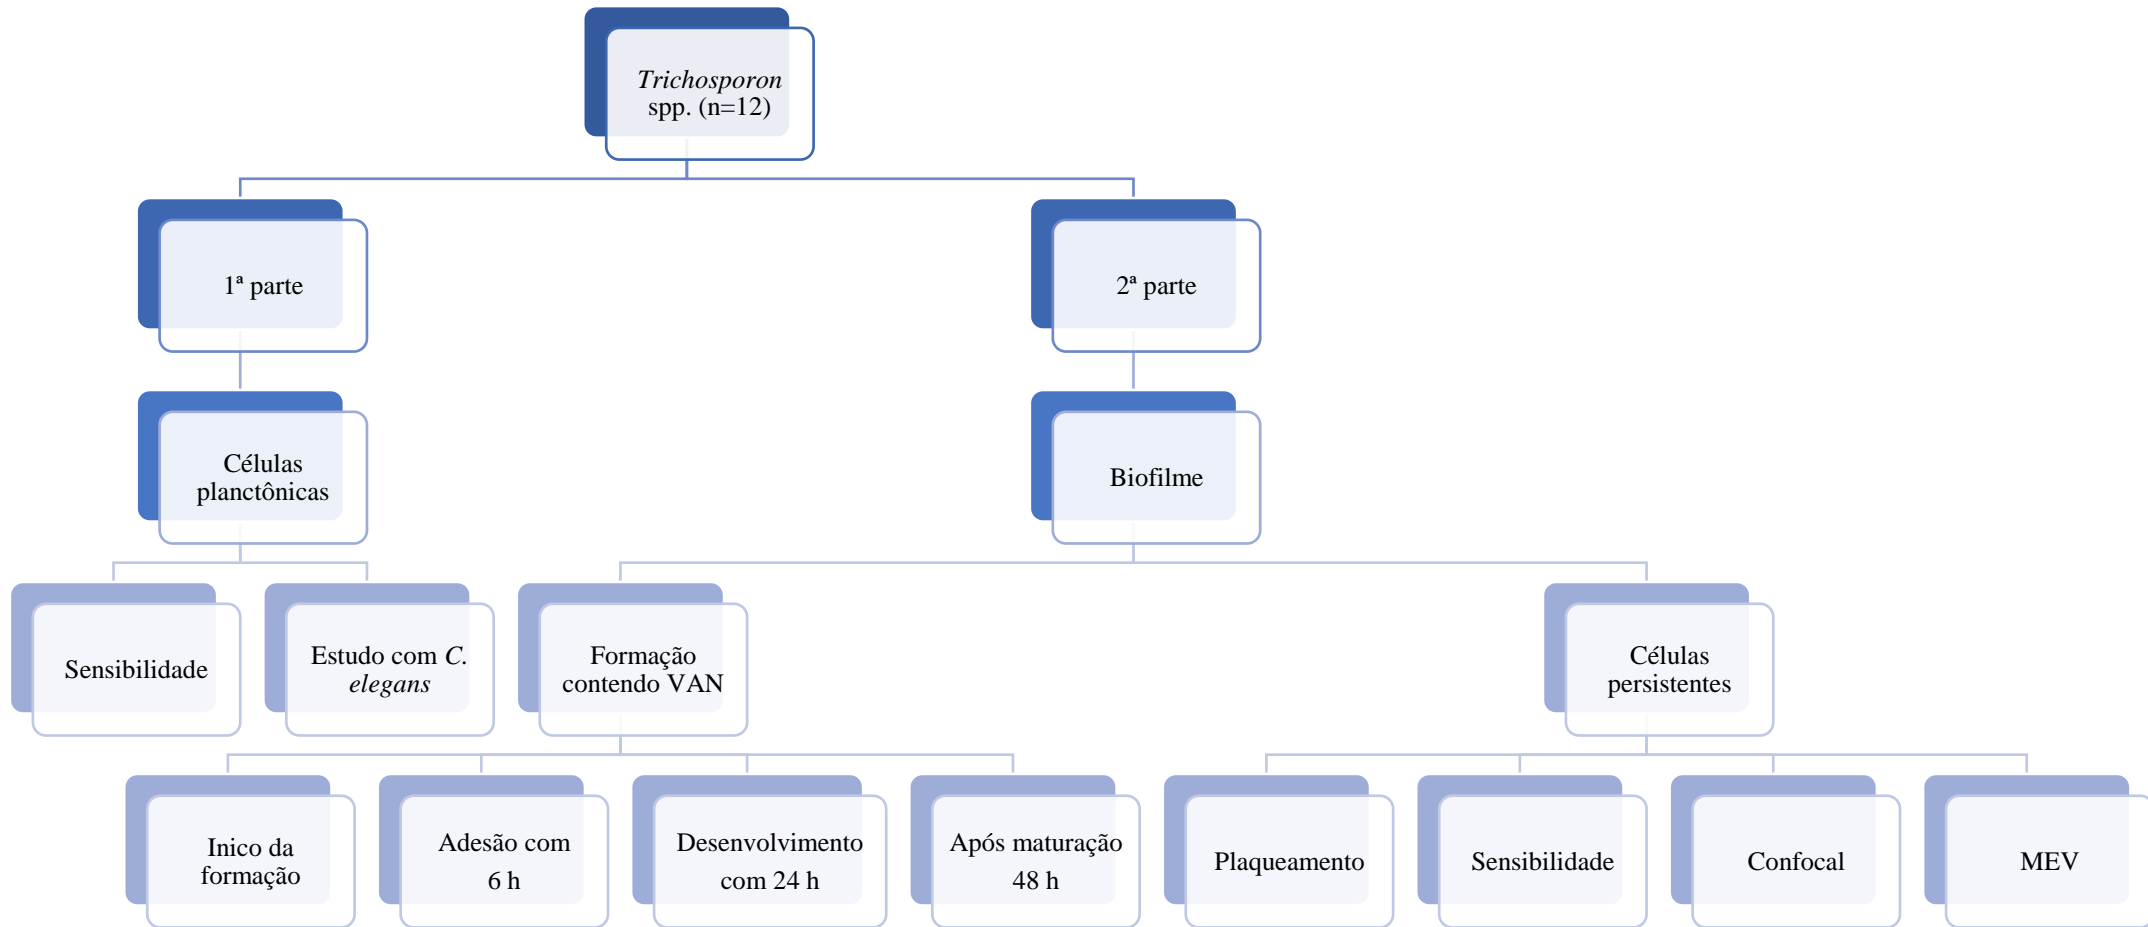 Trichosporon
spp. (n=12)
1ª parte
2ª parte
Células
planctônicas
Biofilme
Sensibilidade
Estudo com C.
elegans
Formação
contendo VAN
Células
persistentes
Inico da
formação
Adesão com
6 h
Desenvolvimento
com 24 h
Após maturação
48 h
Plaqueamento
Sensibilidade
Confocal
MEV